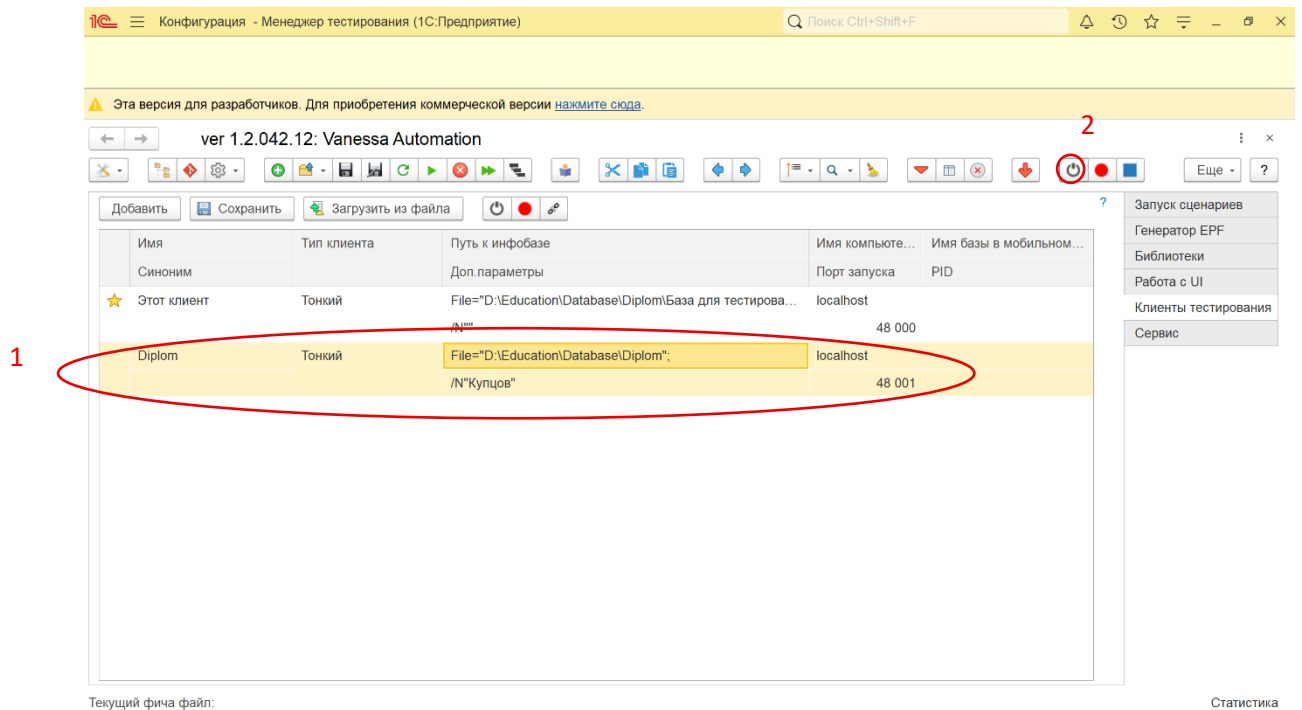 1С Конфигурация - Менеджер тестирования (1С:Предприятие) Поиск Ctrl+Shift+F
Эта версия для разработчиков. Для приобретения коммерческой версии нажмите сюда.
2
ver 1.2.042.12: Vanessa Automation
Еще ?
Добавить Сохранить Загрузить из файла ?
Имя Тип клиента Путь к инфобазе Имя компьюте... Имя базы в мобильном...
Синоним Доп.параметры Порт запуска PID
Этот клиент Тонкий File="D:\Education\Database\Diplom\База для тестирова... localhost
/N"" 48 000
1
Diplom Тонкий File="D:\Education\Database\Diplom"; localhost
/N"Купцов" 48 001
Запуск сценариев
Генератор EPF
Библиотеки
Работа с UI
Клиенты тестирования
Сервис
Текущий фича файл: Статистика